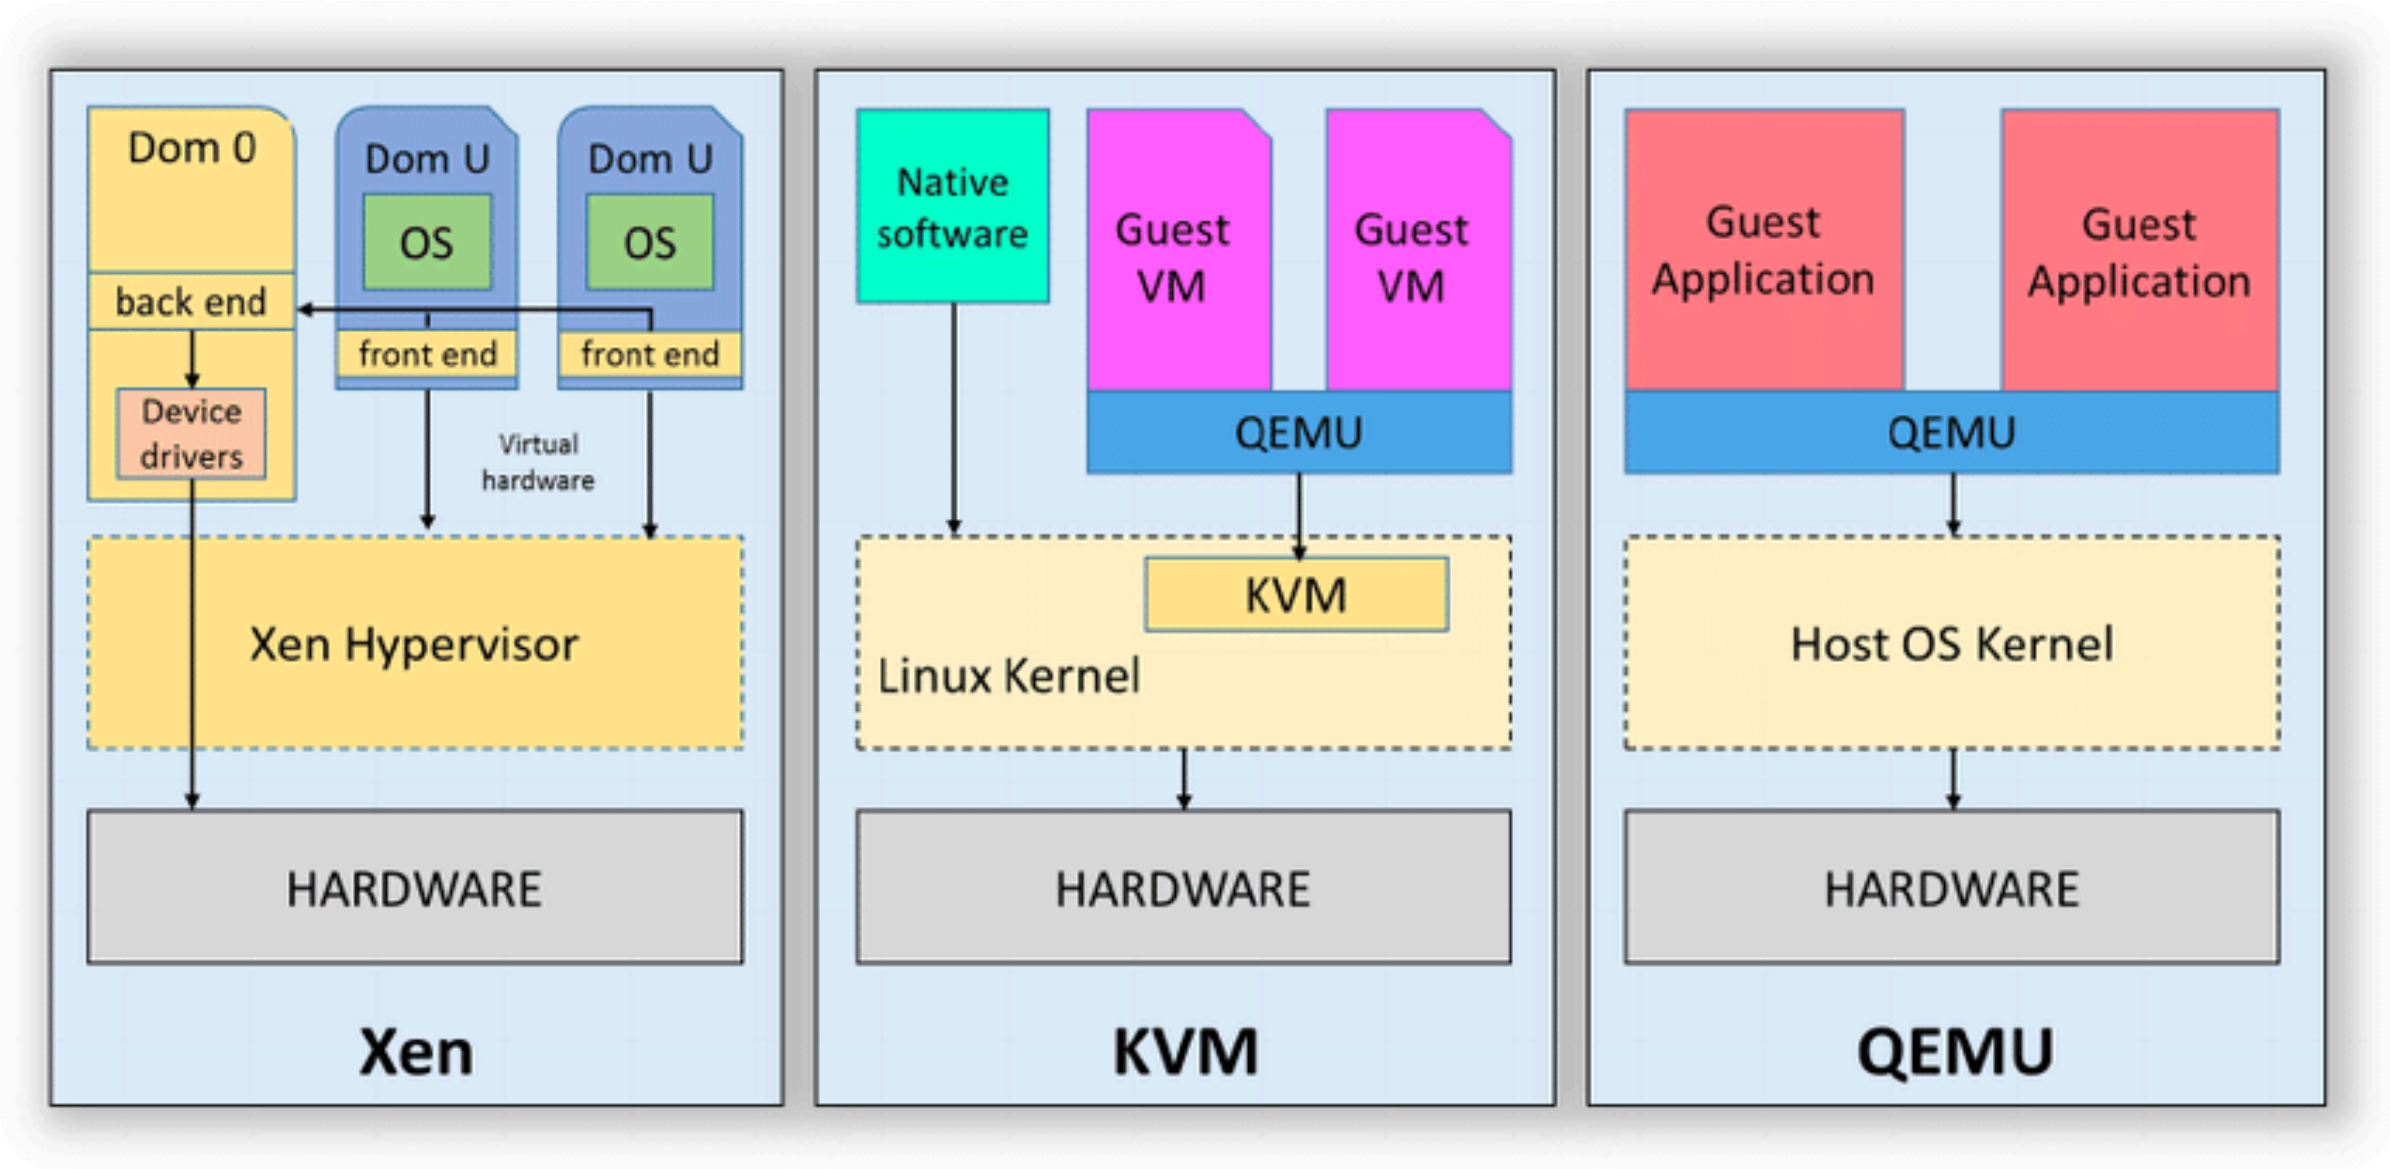 Dom 0
back end
Device
drivers
Dom U
OS
front end
Dom U
OS
front end
Virtual
hardware
Xen Hypervisor
HARDWARE
Xen
Native
software
Guest
VM
Guest
VM
QEMU
KVM
Linux Kernel
HARDWARE
KVM
Guest
Application
Guest
Application
QEMU
Host OS Kernel
HARDWARE
QEMU